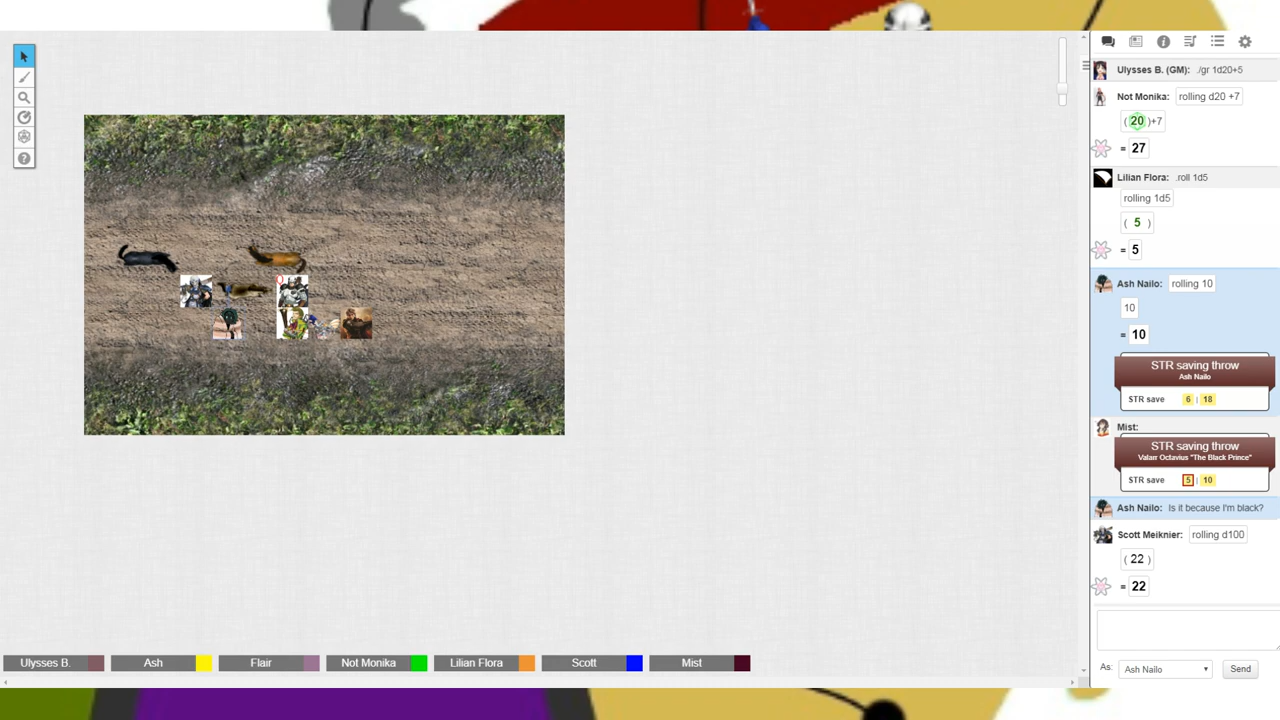 Ulysses B. (GM): ./gr 1d20+5
Not Monika: rolling d20 +7
(20)+7
= 27
Lilian Flora: .roll 1d5
rolling 1d5
( 5 )
= 5
Ash Nailo: rolling 10
10
= 10
STR saving throw
Ash Nailo
STR save 6 | 18
Mist:
STR saving throw
Valarr Octavius "The Black Prince"
STR save 5 | 10
Ash Nailo: Is it because I'm black?
Scott Meiknier: rolling d100
(22)
= 22
As: Ash Nailo Send
Ulysses B. Ash Flair Not Monika Lilian Flora Scott Mist